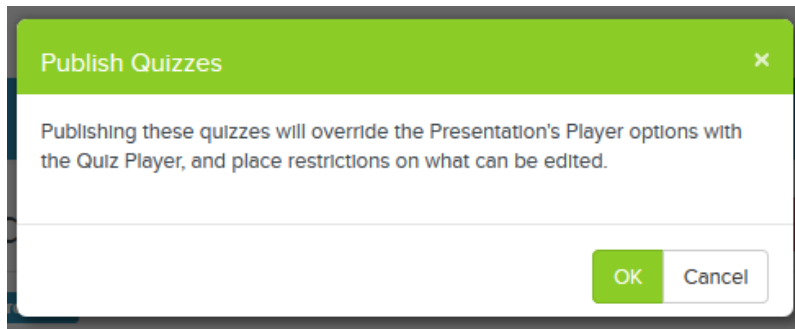 Publish Quizzes ×
Publishing these quizzes will override the Presentation's Player options with
the Quiz Player, and place restrictions on what can be edited.
OK Cancel